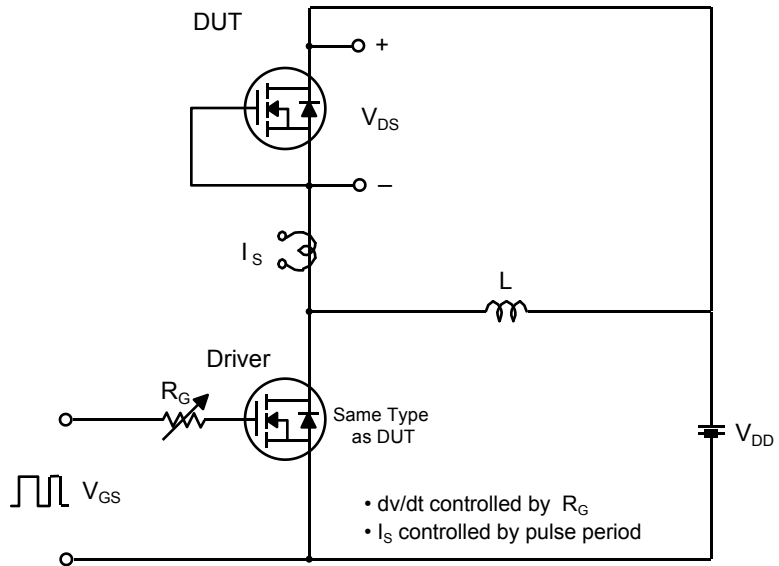 DUT
+
V_DS
–
I_S
L
Driver
R_G
Same Type
as DUT
V_DD
V_GS
• dv/dt controlled by R_G
• I_S controlled by pulse period